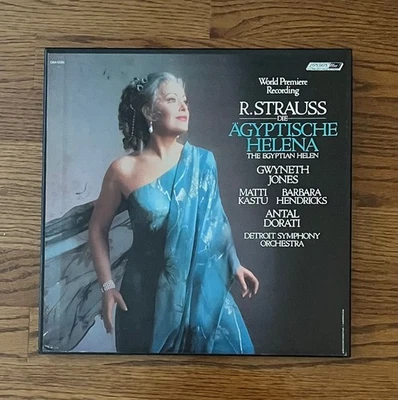 World Premiere
Recording
R. STRAUSS
DIE
ÄGYPTISCHE
HELENA
THE EGYPTIAN HELEN
GWYNETH
JONES
MATTI BARBARA
KASTU HENDRICKS
ANTAL
DORATI
DETROIT SYMPHONY
ORCHESTRA